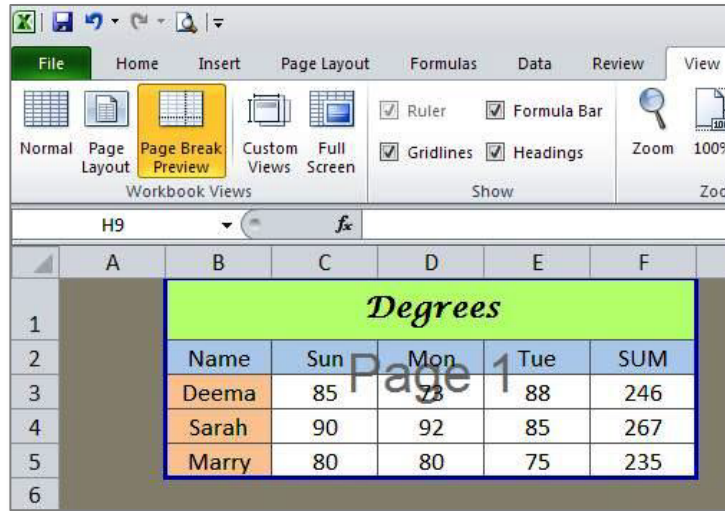 File Home Insert Page Layout Formulas Data Review View
Normal Page Layout Page Break Preview Custom Views Full Screen
Ruler Formula Bar
Gridlines Headings
Zoom 100%
Workbook Views Show
H9 fx
A B C D E F
1 Degrees
2 Name Sun Mon Tue SUM
Page 1
3 Deema 85 73 88 246
4 Sarah 90 92 85 267
5 Marry 80 80 75 235
6